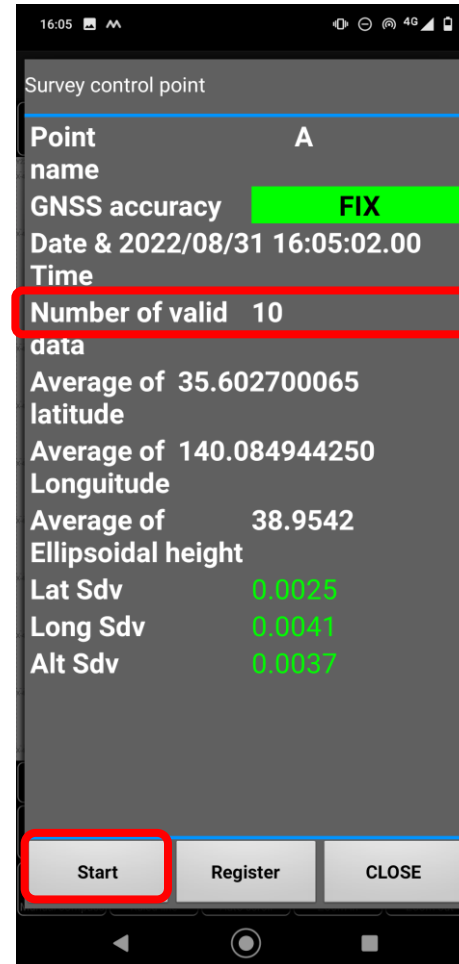 16:05 4G
Survey control point
Point A
name
GNSS accuracy FIX
Date & 2022/08/31 16:05:02.00
Time
Number of valid 10
data
Average of 35.602700065
latitude
Average of 140.084944250
Longuitude
Average of 38.9542
Ellipsoidal height
Lat Sdv 0.0025
Long Sdv 0.0041
Alt Sdv 0.0037
Start Register CLOSE